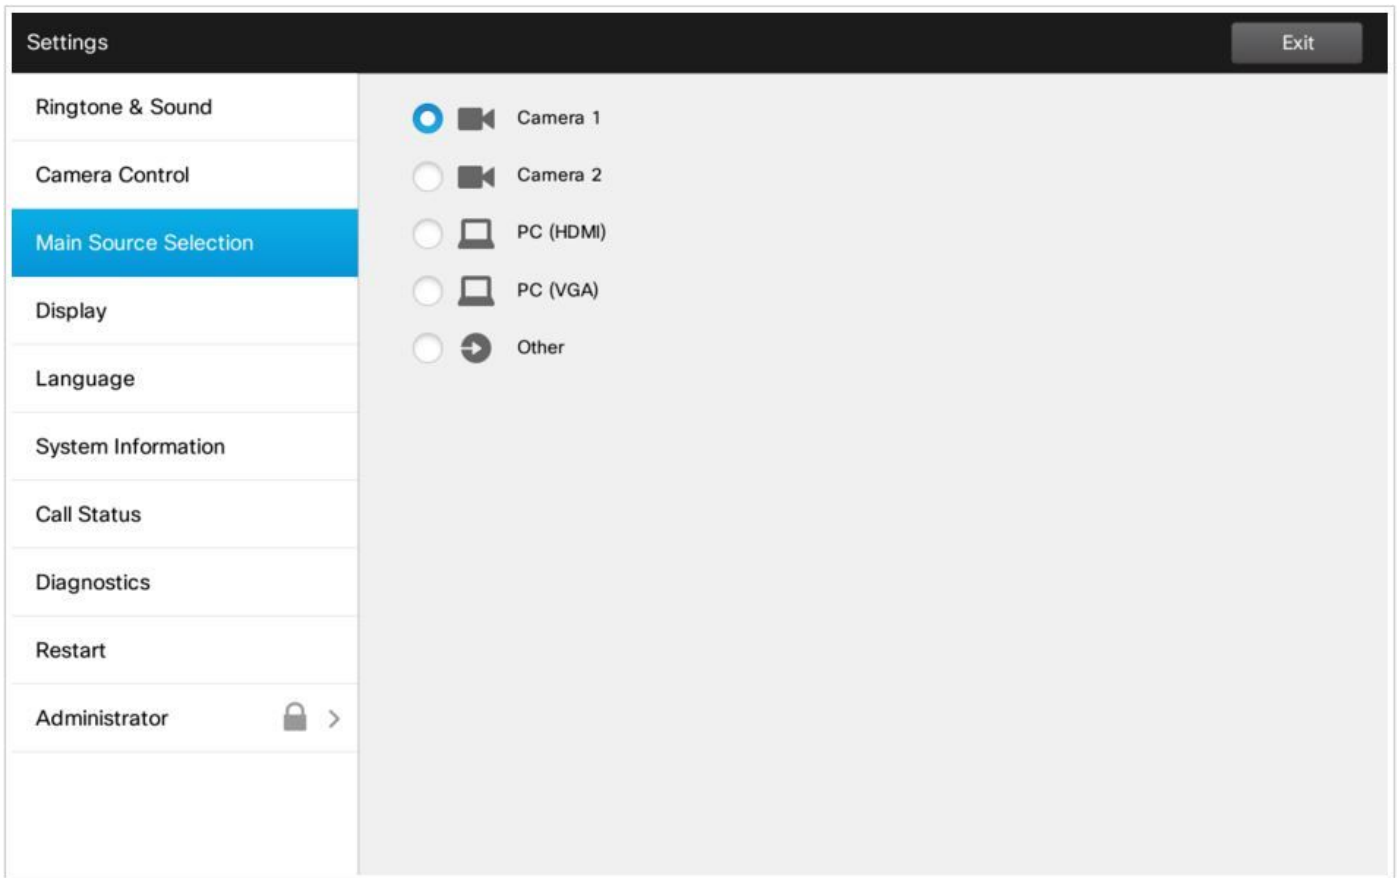 Settings
Exit
Ringtone & Sound
Camera Control
Main Source Selection
Display
Language
System Information
Call Status
Diagnostics
Restart
Administrator
Camera 1
Camera 2
PC (HDMI)
PC (VGA)
Other